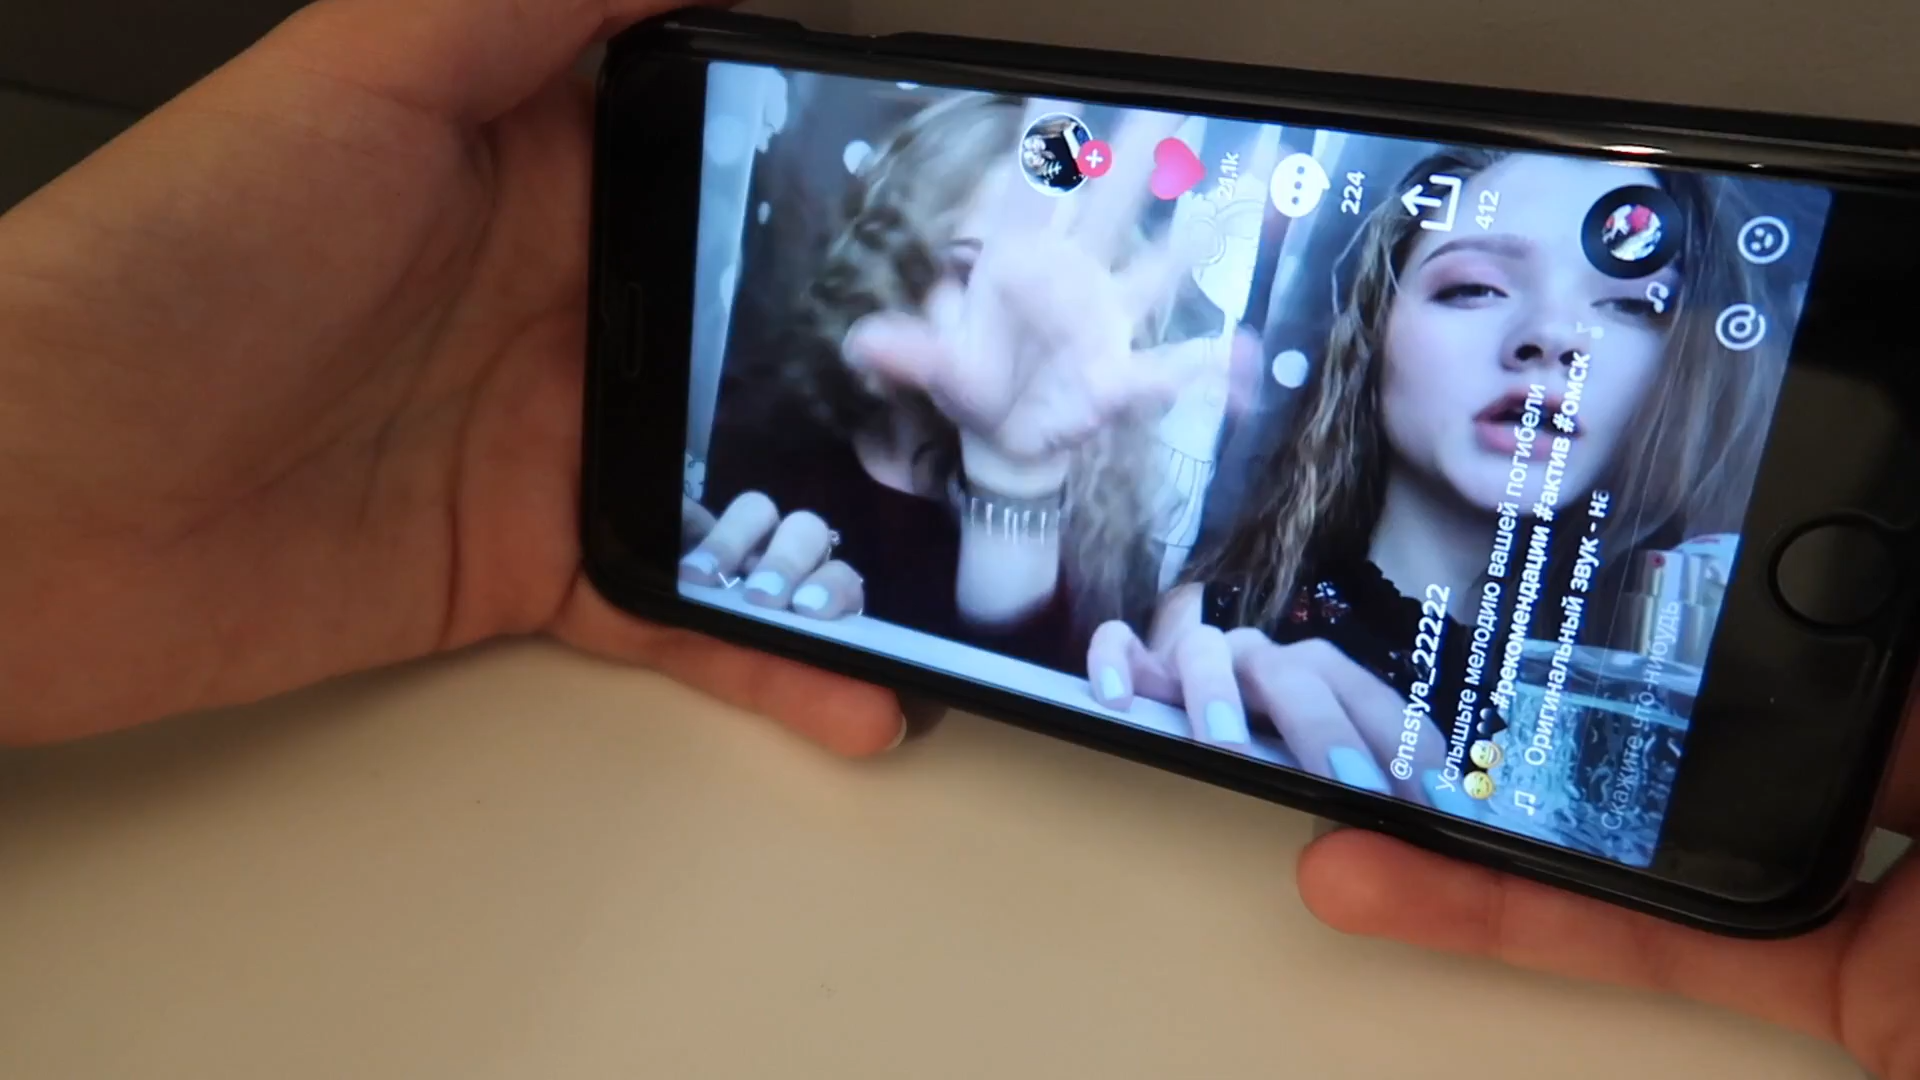 21,1k
224
412
@nastya_22222
Услышьте мелодию вашей погибели
😂😂🖤 #рекомендации #актив #омск
Оригинальный звук - на
Скажите что-нибудь